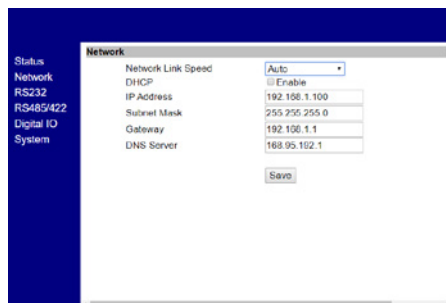 Status
Network
RS232
RS485/422
Digital IO
System
Network
Network Link Speed Auto
DHCP Enable
IP Address 192.168.1.100
Subnet Mask 255.255.255.0
Gateway 192.168.1.1
DNS Server 168.95.192.1
Save